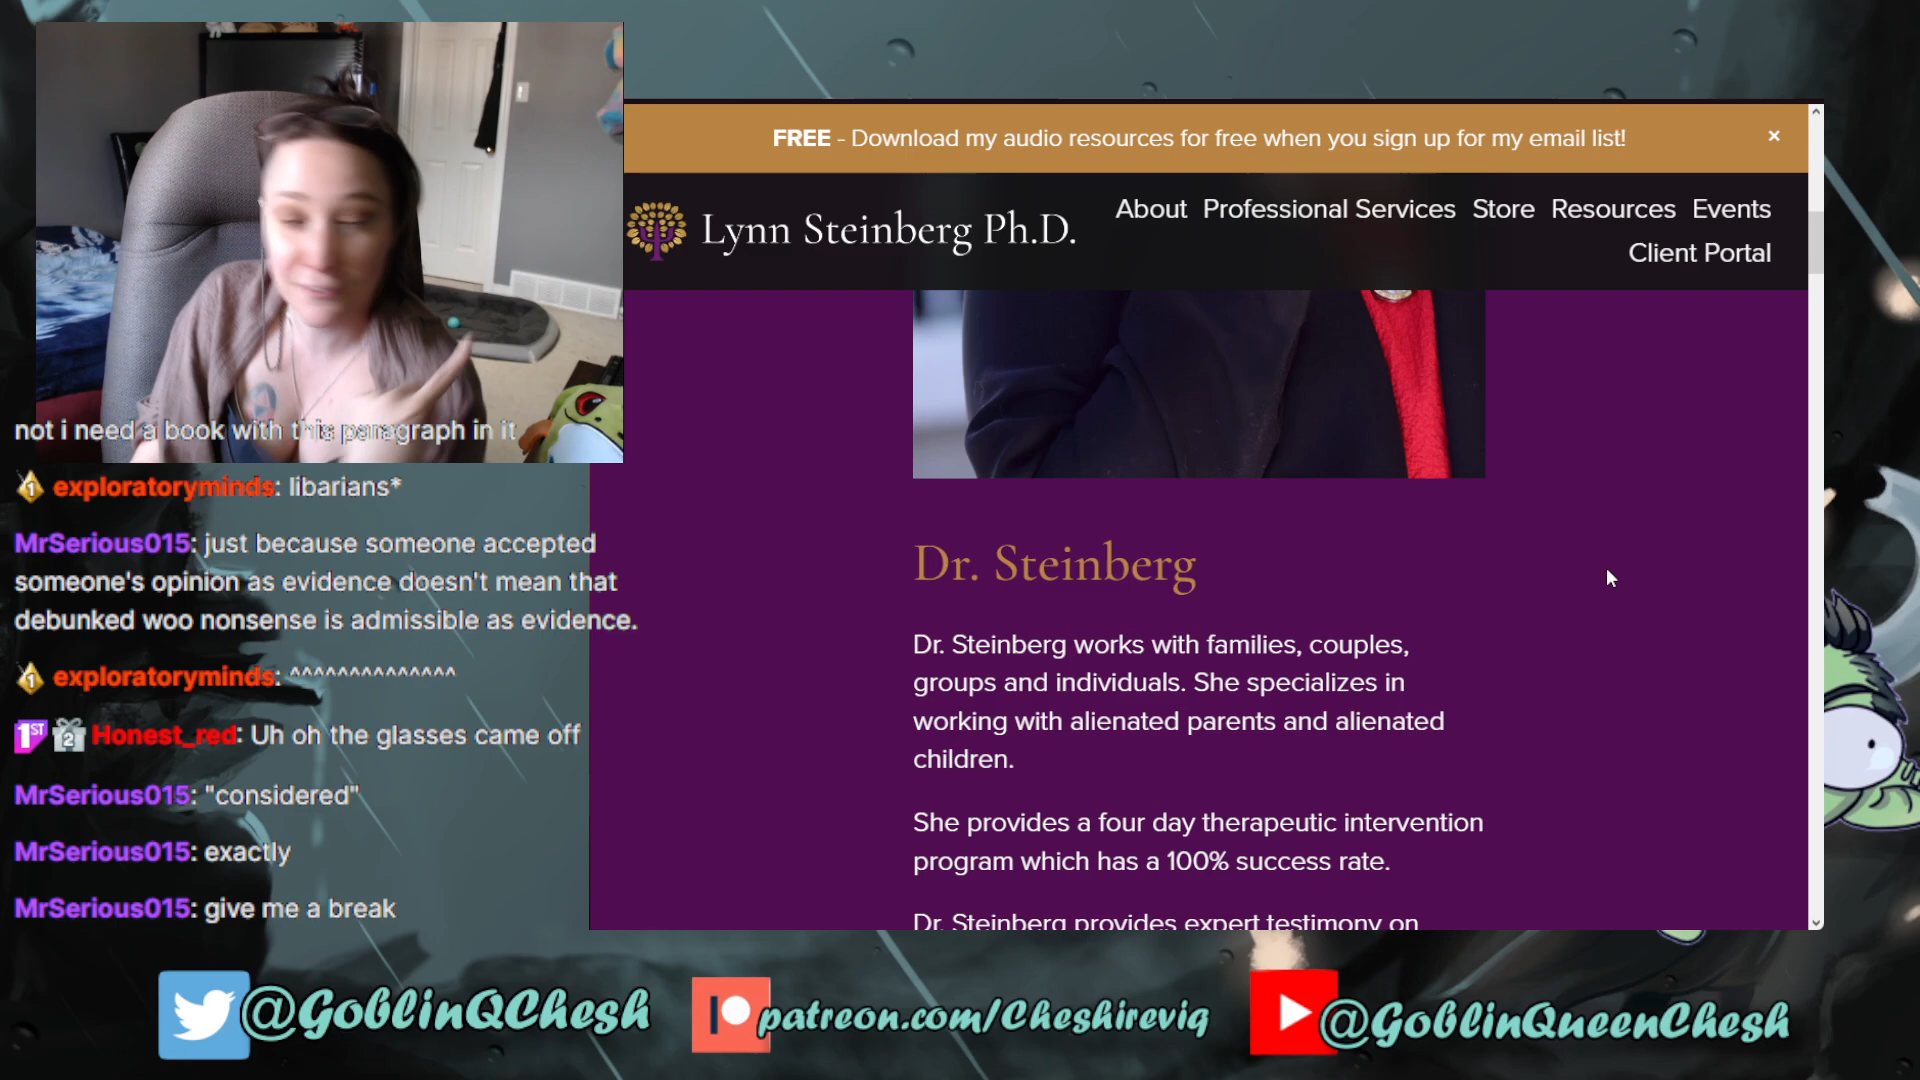 not i need a book with this paragraph in it
exploratoryminds: libarians*
MrSerious015: just because someone accepted
someone's opinion as evidence doesn't mean that
debunked woo nonsense is admissible as evidence.
exploratoryminds: ^^^^^^^^^^^^^^
1ST 2 Honest_red: Uh oh the glasses came off
MrSerious015: "considered"
MrSerious015: exactly
MrSerious015: give me a break
FREE - Download my audio resources for free when you sign up for my email list!
×
Lynn Steinberg Ph.D.
About Professional Services Store Resources Events
Client Portal
Dr. Steinberg
Dr. Steinberg works with families, couples,
groups and individuals. She specializes in
working with alienated parents and alienated
children.
She provides a four day therapeutic intervention
program which has a 100% success rate.
Dr. Steinberg provides expert testimony on
@GoblinQChesh
patreon.com/Cheshireviq
@GoblinQueenChesh